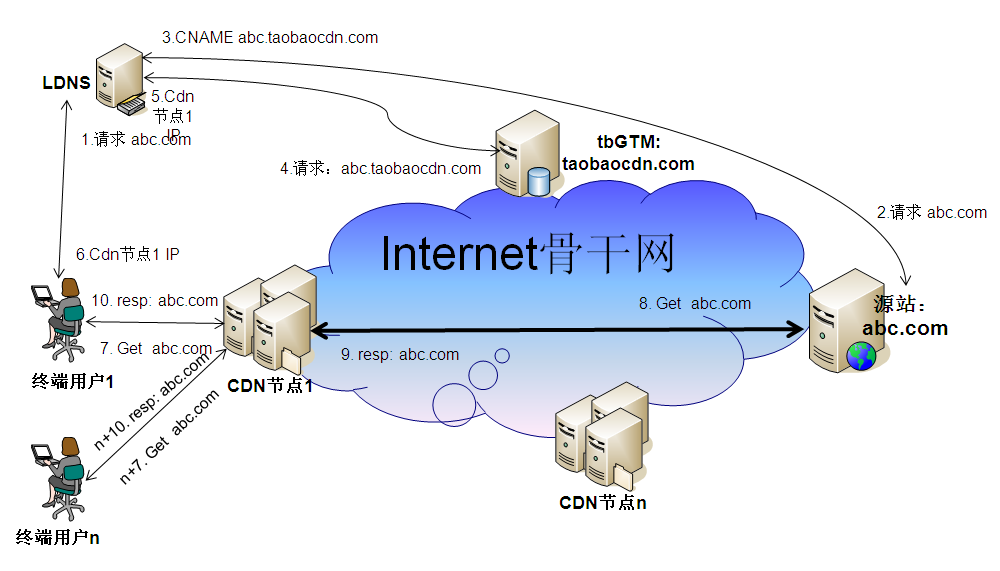 3.CNAME abc.taobaocdn.com
LDNS
5.Cdn
节点1
IP
1.请求 abc.com
tbGTM:
taobaocdn.com
4.请求：abc.taobaocdn.com
2.请求 abc.com
Internet骨干网
6.Cdn节点1 IP
10. resp: abc.com
8. Get abc.com
源站：
abc.com
7. Get abc.com
9. resp: abc.com
终端用户1
CDN节点1
n+10. resp: abc.com
n+7. Get abc.com
CDN节点n
终端用户n